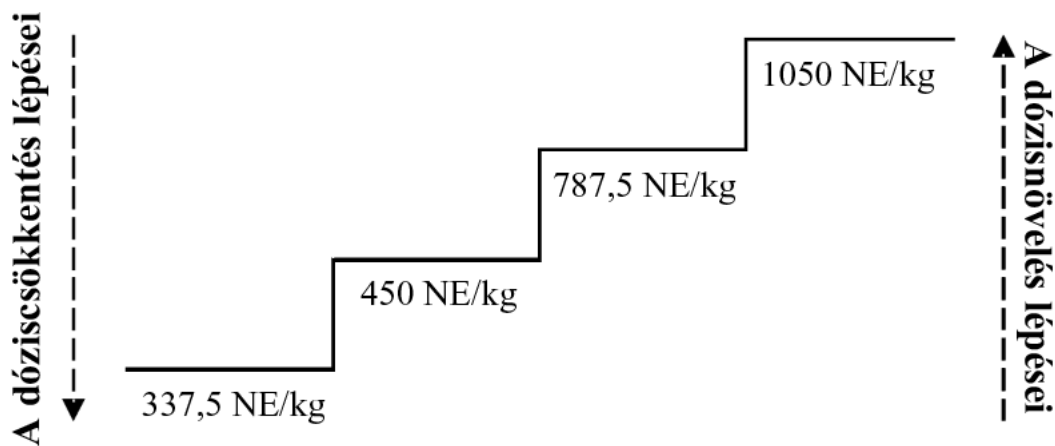 A dóziscsökkentés lépései
1050 NE/kg
787,5 NE/kg
450 NE/kg
337,5 NE/kg
A dózisnövelés lépései